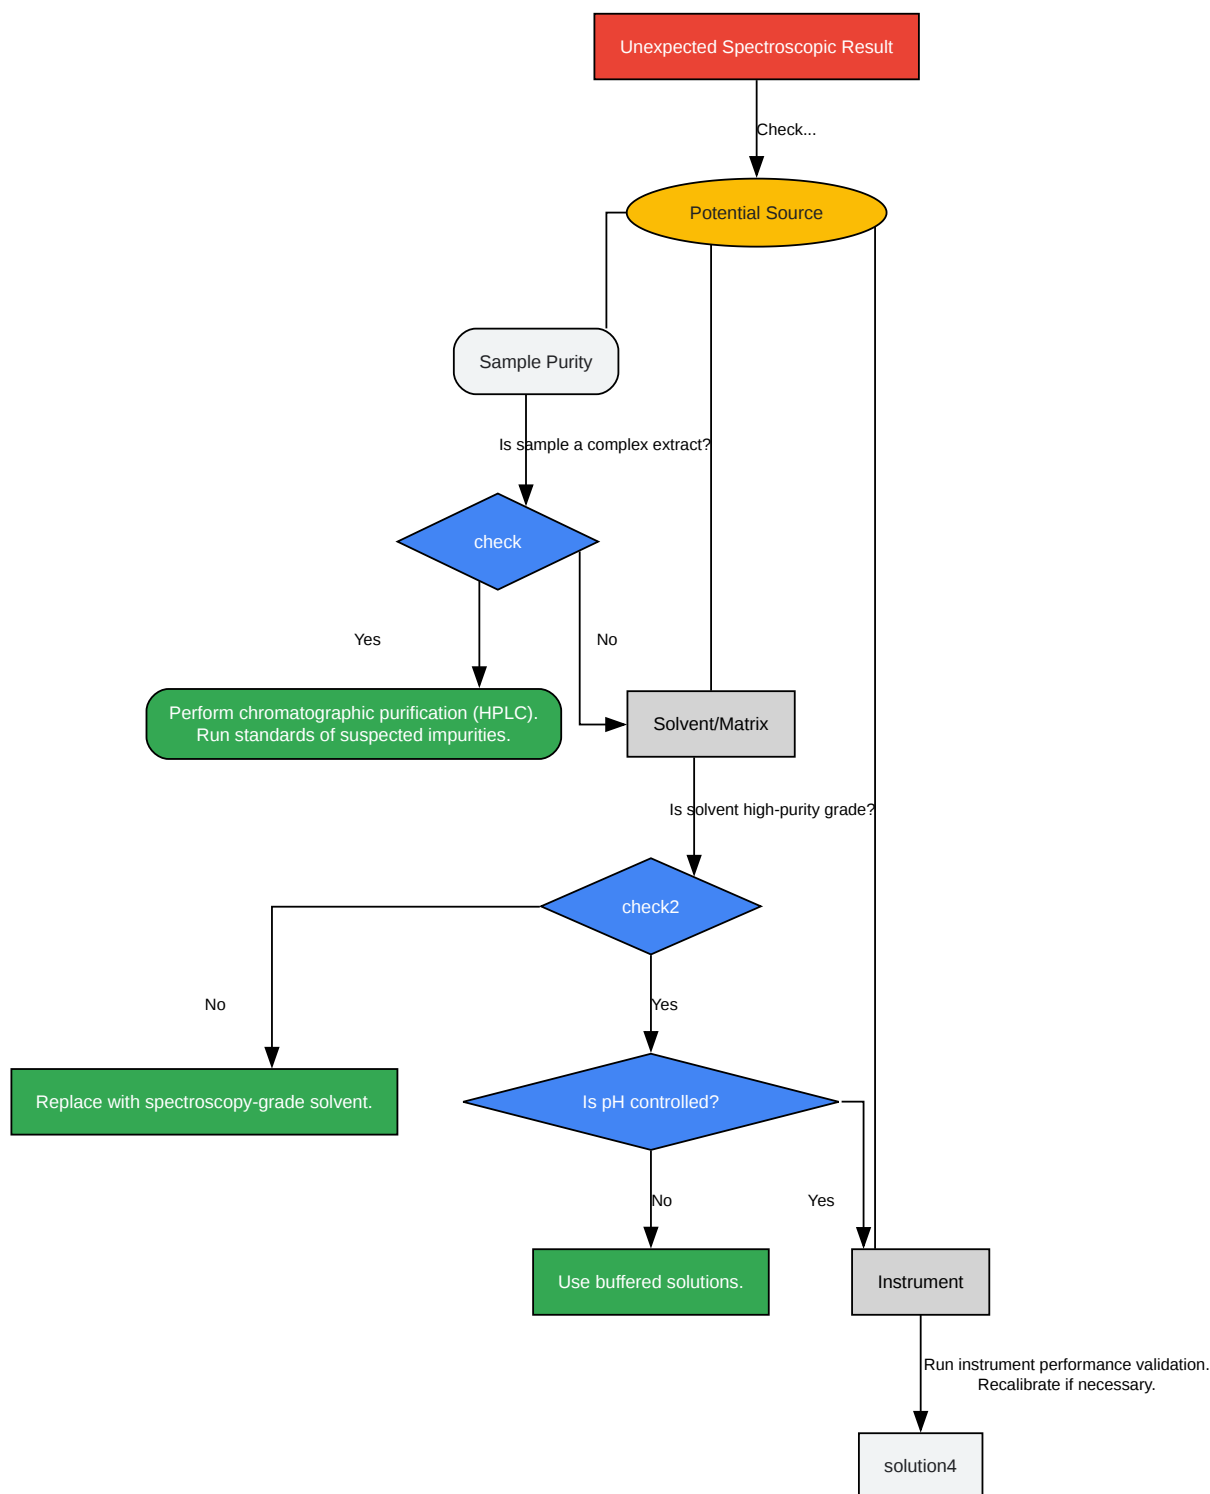 Unexpected Spectroscopic Result
Check...
Potential Source
Sample Purity
Is sample a complex extract?
check
Yes
No
Perform chromatographic purification (HPLC).
Run standards of suspected impurities.
Solvent/Matrix
Is solvent high-purity grade?
check2
No
Yes
Replace with spectroscopy-grade solvent.
Is pH controlled?
No
Yes
Use buffered solutions.
Instrument
Run instrument performance validation.
Recalibrate if necessary.
solution4